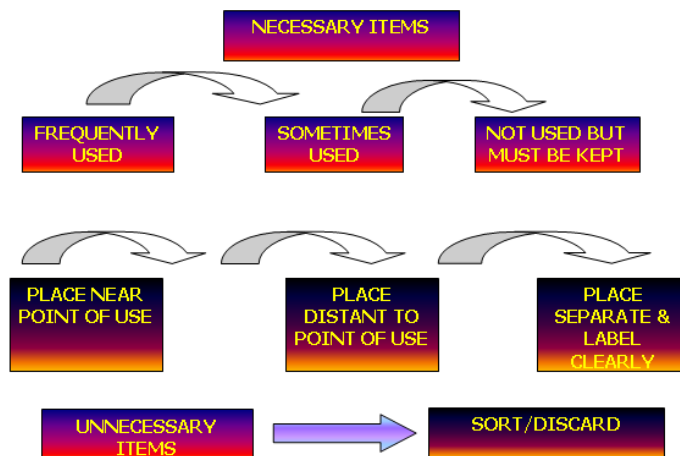 NECESSARY ITEMS
FREQUENTLY
USED
SOMETIMES
USED
NOT USED BUT
MUST BE KEPT
PLACE NEAR
POINT OF USE
PLACE
DISTANT TO
POINT OF USE
PLACE
SEPARATE &
LABEL
CLEARLY
UNNECESSARY
ITEMS
SORT/DISCARD